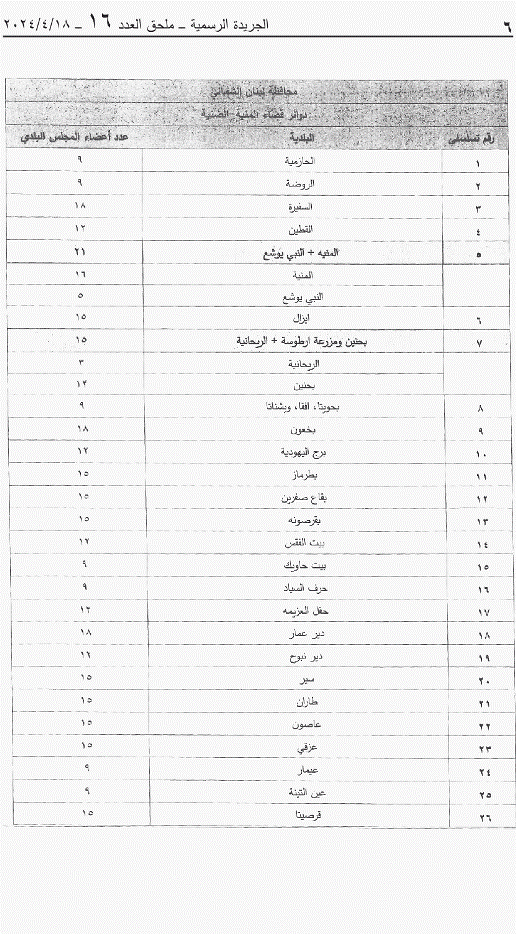 ٦ الجريدة الرسمية ـ ملحق العدد ١٦ ـ ٢٠٢٤/٤/١٨
محافظة لبنان الشمالي
دوائر قضاء المنية الضنية
رقم تسلسلي البلدية عدد أعضاء المجلس البلدي
١ الحازمية ٩
٢ الروضة ٩
٣ السفيرة ١٨
٤ القطين ١٢
٥ المنيه + النبي يوشع ٢١
المنية ١٦
النبي يوشع ٥
٦ ايزال ١٥
٧ بحنين ومزرعة ارطوسة + الريحانية ١٥
الريحانية ٣
بحنين ١٢
٨ بحويتا، افقا، وبشناتا ٩
٩ بخعون ١٨
١٠ برج اليهودية ١٢
١١ بطرماز ١٥
١٢ بقاع صفرين ١٥
١٣ بقرصونه ١٥
١٤ بيت الفقس ١٢
١٥ بيت حاويك ٩
١٦ حرف السياد ٩
١٧ حقل العزيمه ١٢
١٨ دير عمار ١٨
١٩ دير نبوح ١٢
٢٠ سير ١٥
٢١ طاران ١٥
٢٢ عاصون ١٥
٢٣ عزقي ١٥
٢٤ عيمار ٩
٢٥ عين التينة ٩
٢٦ قرصيتا ١٥